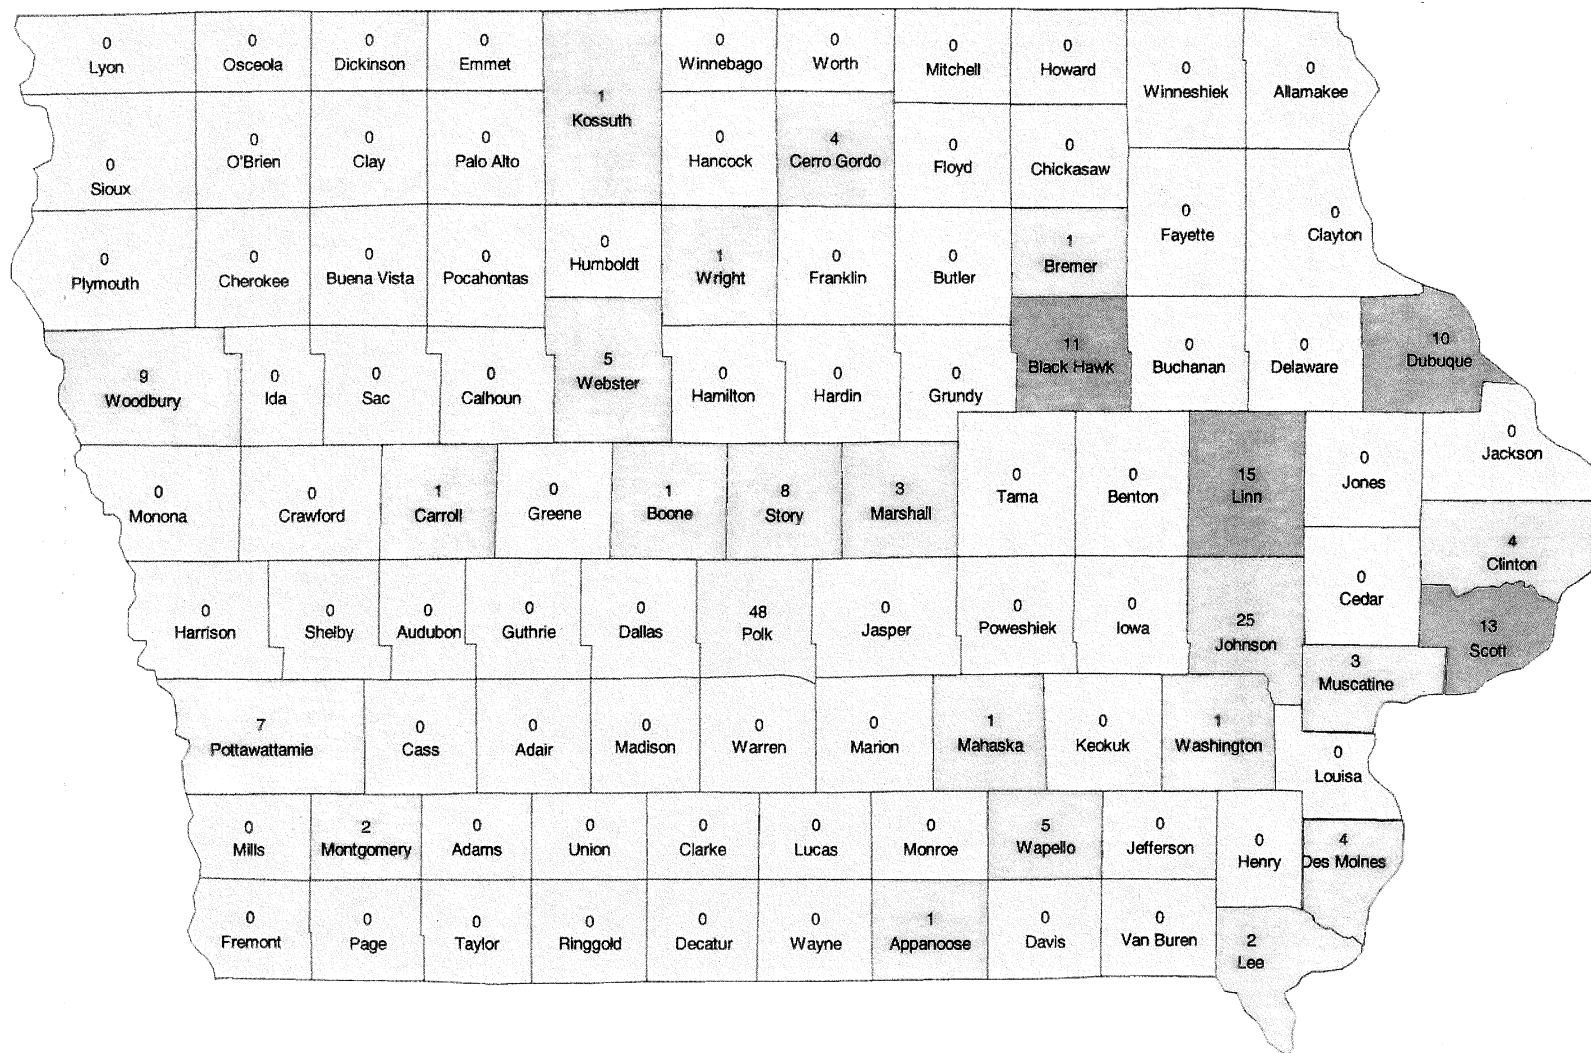 0
Lyon
0
Osceola
0
Dickinson
0
Emmet
1
Kossuth
0
Winnebago
0
Worth
0
Mitchell
0
Howard
0
Winneshiek
0
Allamakee
0
Sioux
0
O'Brien
0
Clay
0
Palo Alto
0
Hancock
4
Cerro Gordo
0
Floyd
0
Chickasaw
0
Fayette
0
Clayton
0
Plymouth
0
Cherokee
0
Buena Vista
0
Pocahontas
0
Humboldt
1
Wright
0
Franklin
0
Butler
1
Bremer
9
Woodbury
0
Ida
0
Sac
0
Calhoun
5
Webster
0
Hamilton
0
Hardin
0
Grundy
11
Black Hawk
0
Buchanan
0
Delaware
10
Dubuque
0
Monona
0
Crawford
1
Carroll
0
Greene
1
Boone
8
Story
3
Marshall
0
Tama
0
Benton
15
Linn
0
Jones
0
Jackson
4
Clinton
0
Harrison
0
Shelby
0
Audubon
0
Guthrie
0
Dallas
48
Polk
0
Jasper
0
Poweshiek
0
Iowa
25
Johnson
0
Cedar
13
Scott
3
Muscatine
7
Pottawattamie
0
Cass
0
Adair
0
Madison
0
Warren
0
Marion
1
Mahaska
0
Keokuk
1
Washington
0
Louisa
0
Mills
2
Montgomery
0
Adams
0
Union
0
Clarke
0
Lucas
0
Monroe
5
Wapello
0
Jefferson
0
Henry
4
Des Moines
0
Fremont
0
Page
0
Taylor
0
Ringgold
0
Decatur
0
Wayne
1
Appanoose
0
Davis
0
Van Buren
2
Lee